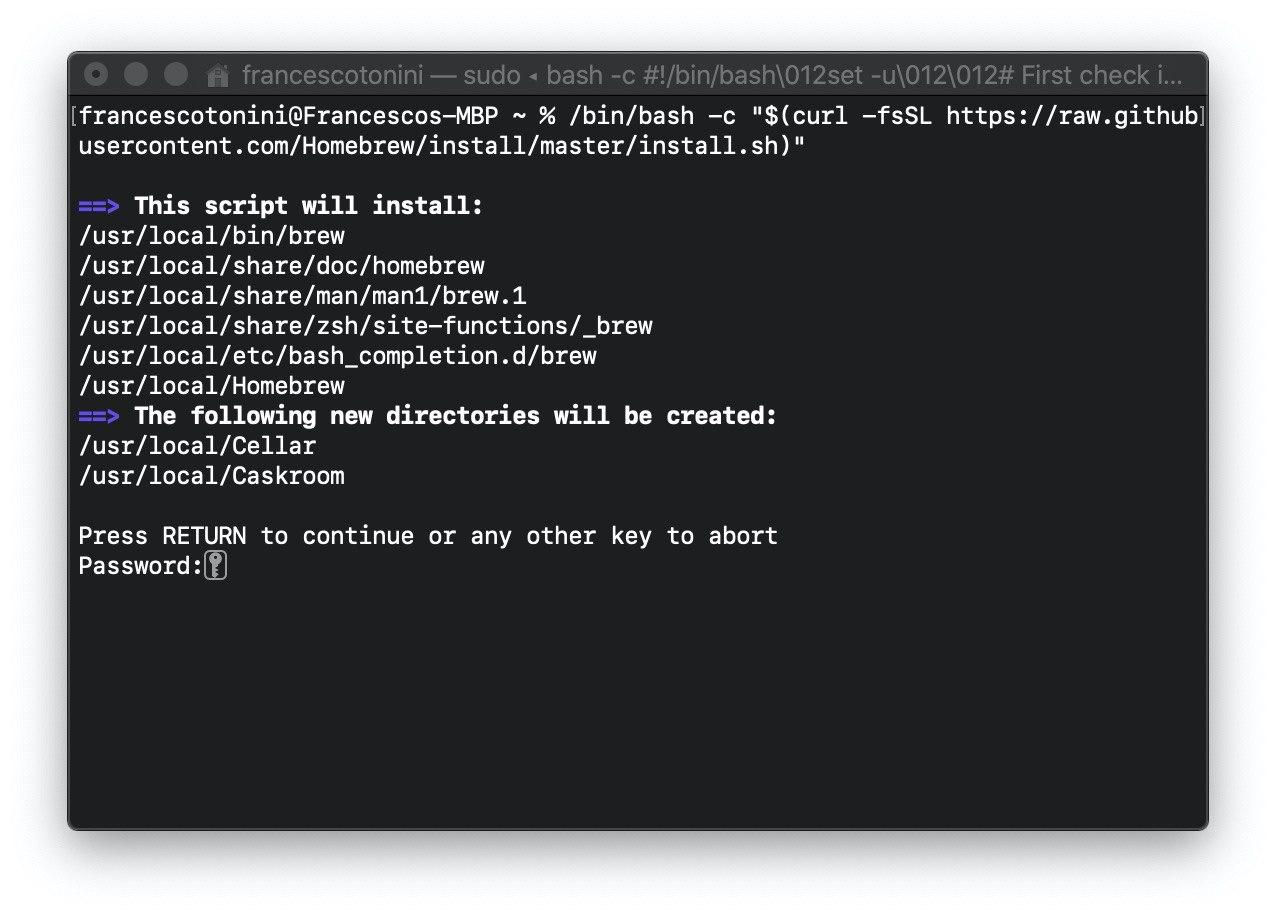 francescotonini — sudo ◂ bash -c #!/bin/bash\012set -u\012\012# First check i...
[francescotonini@Francescos-MBP ~ % /bin/bash -c "$(curl -fsSL https://raw.github]
usercontent.com/Homebrew/install/master/install.sh)"
==> This script will install:
/usr/local/bin/brew
/usr/local/share/doc/homebrew
/usr/local/share/man/man1/brew.1
/usr/local/share/zsh/site-functions/_brew
/usr/local/etc/bash_completion.d/brew
/usr/local/Homebrew
==> The following new directories will be created:
/usr/local/Cellar
/usr/local/Caskroom
Press RETURN to continue or any other key to abort
Password: